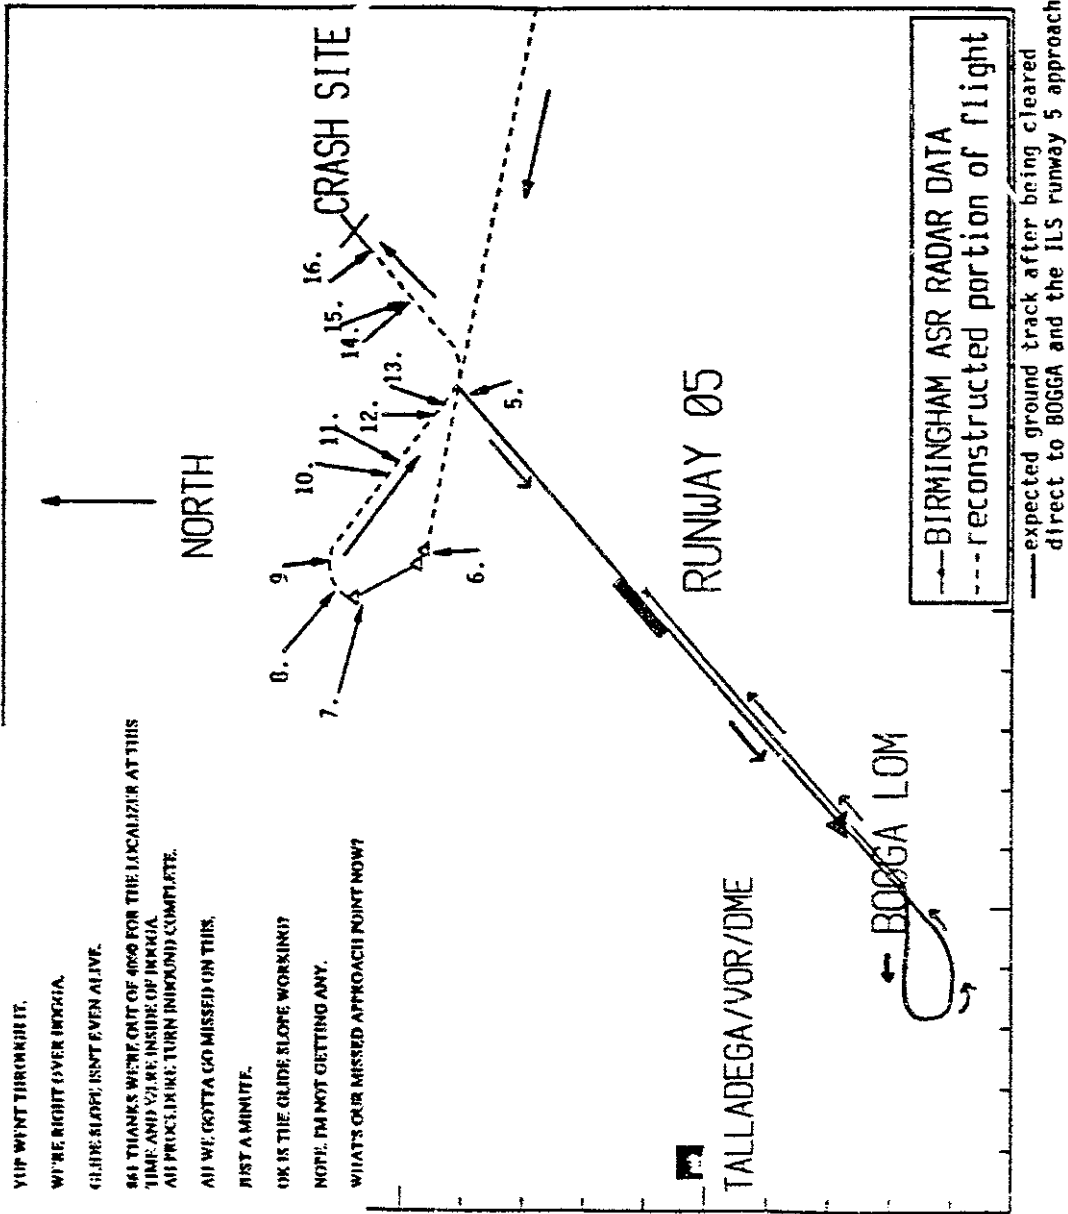 YUP WENT THROUGH IT.
WE'RE RIGHT OVER BOGGA.
GLIDE SLOPE ISN'T EVEN ALIVE.
861 THANKS WE'RE OUT OF 4000 FOR THE LOCALIZER AT THIS
TIME AND WE'RE INSIDE OF BOGGA
AH PROCEDURE TURN INBOUND COMPLETE.
AH WE GOTTA GO MISSED ON THIS.
JUST A MINUTE.
OK IS THE GLIDE SLOPE WORKING?
NOPE. I'M NOT GETTING ANY.
WHAT'S OUR MISSED APPROACH POINT NOW?
NORTH
CRASH SITE
16.
15.
14.
13.
12.
11.
10.
9
8.
7.
6.
5.
RUNWAY 05
BOGGA LOM
TALLADEGA/VOR/DME
BIRMINGHAM ASR RADAR DATA
--- reconstructed portion of flight
expected ground track after being cleared
direct to BOGGA and the ILS runway 5 approach